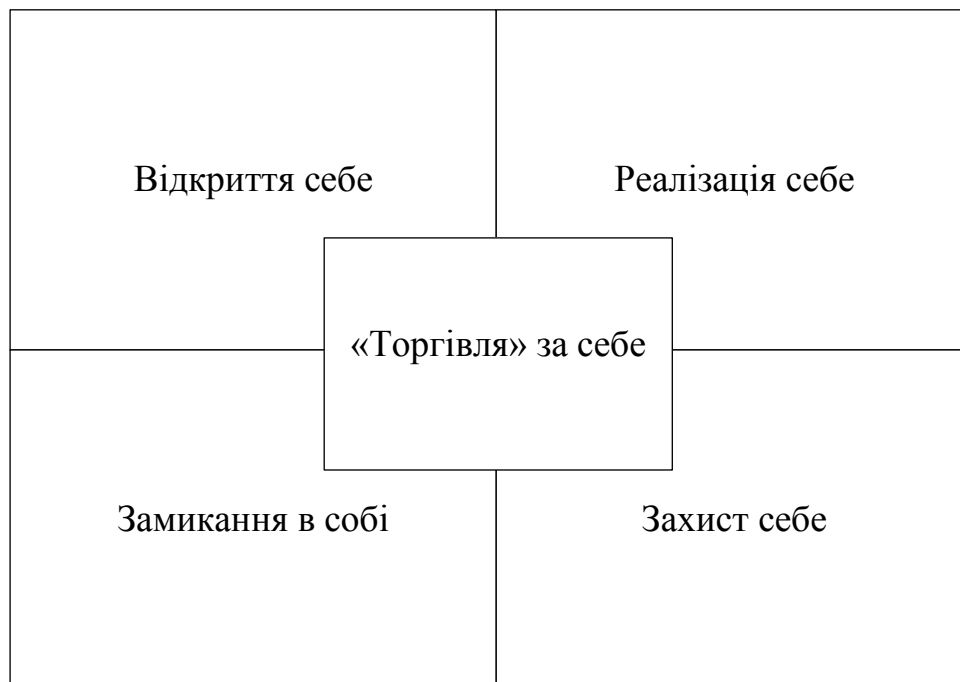 Відкриття себе
Реалізація себе
«Торгівля» за себе
Замикання в собі
Захист себе